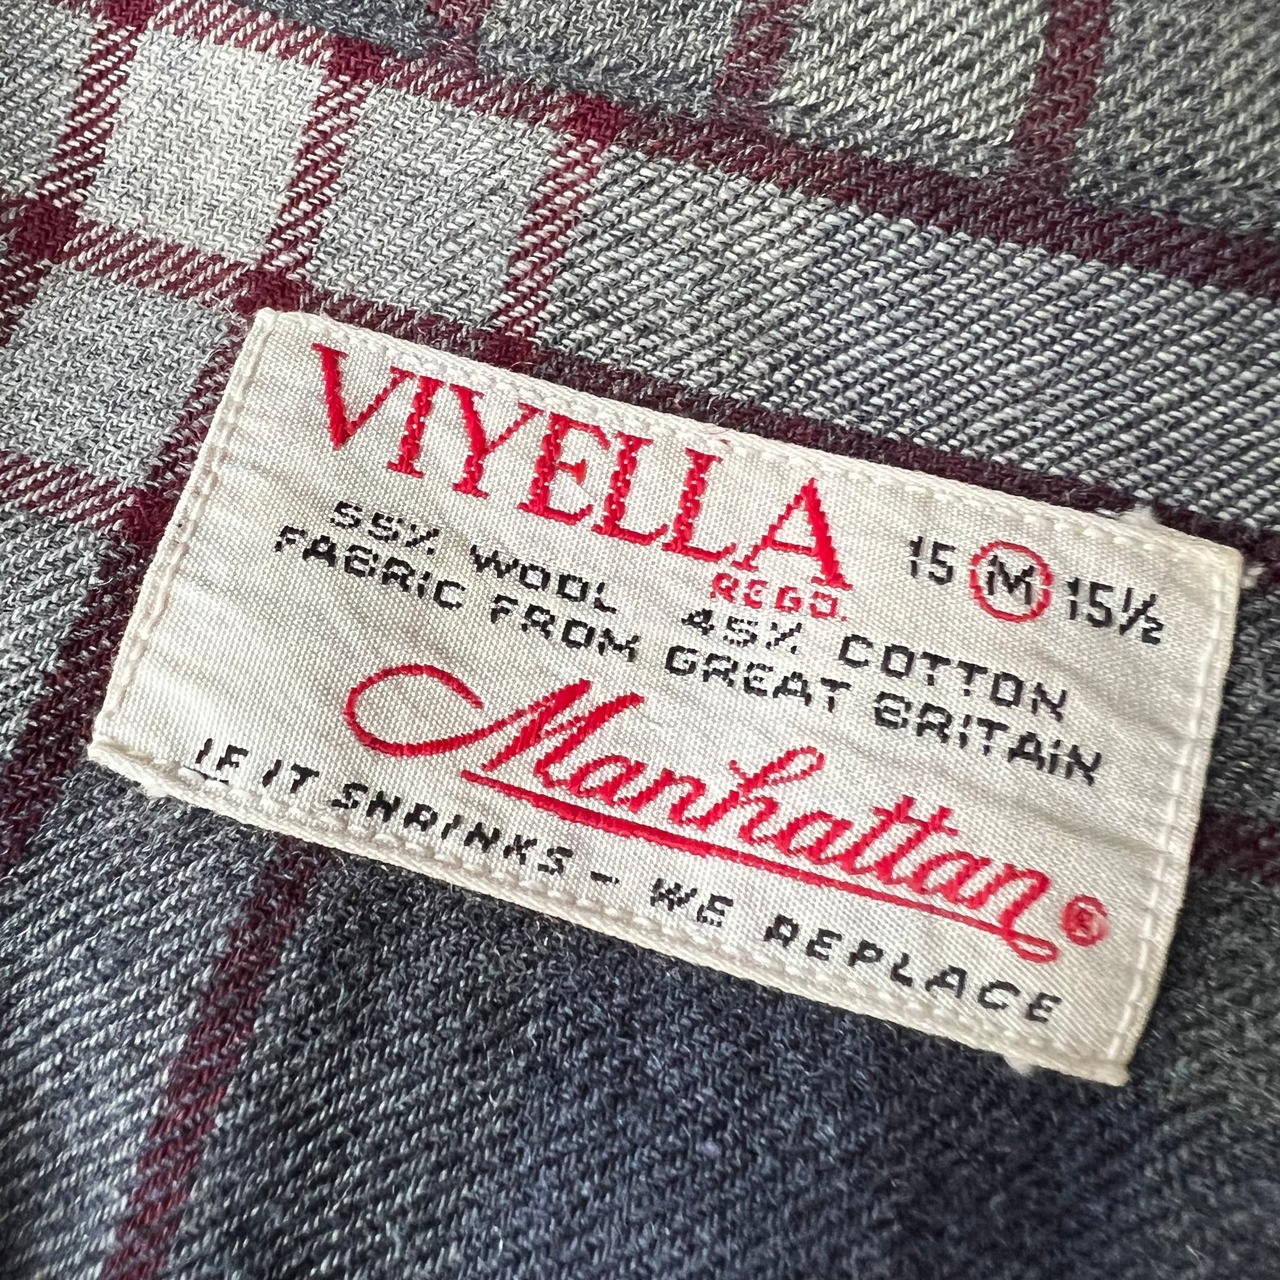 VIYELLA
REGD.
15 M 15½
55% WOOL 45% COTTON
FABRIC FROM GREAT BRITAIN
Manhattan®
IF IT SHRINKS - WE REPLACE